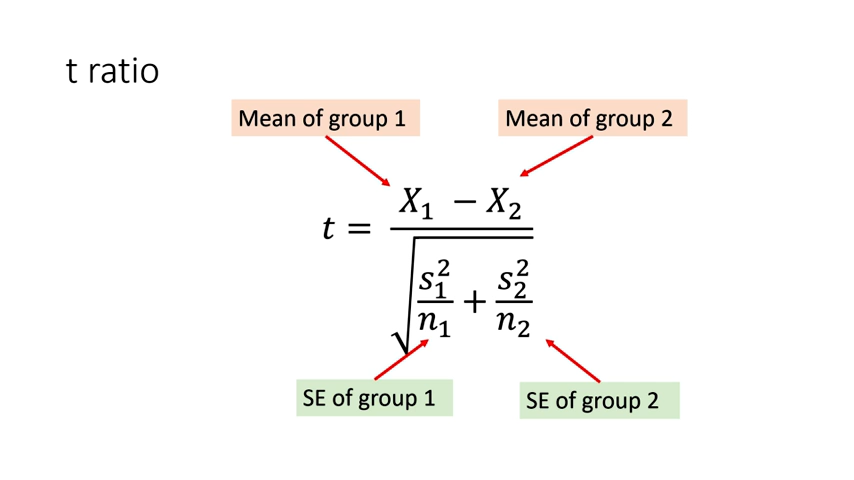 t ratio
Mean of group 1
Mean of group 2
t = (X₁ − X₂) / √(s₁²/n₁ + s₂²/n₂)
SE of group 1
SE of group 2